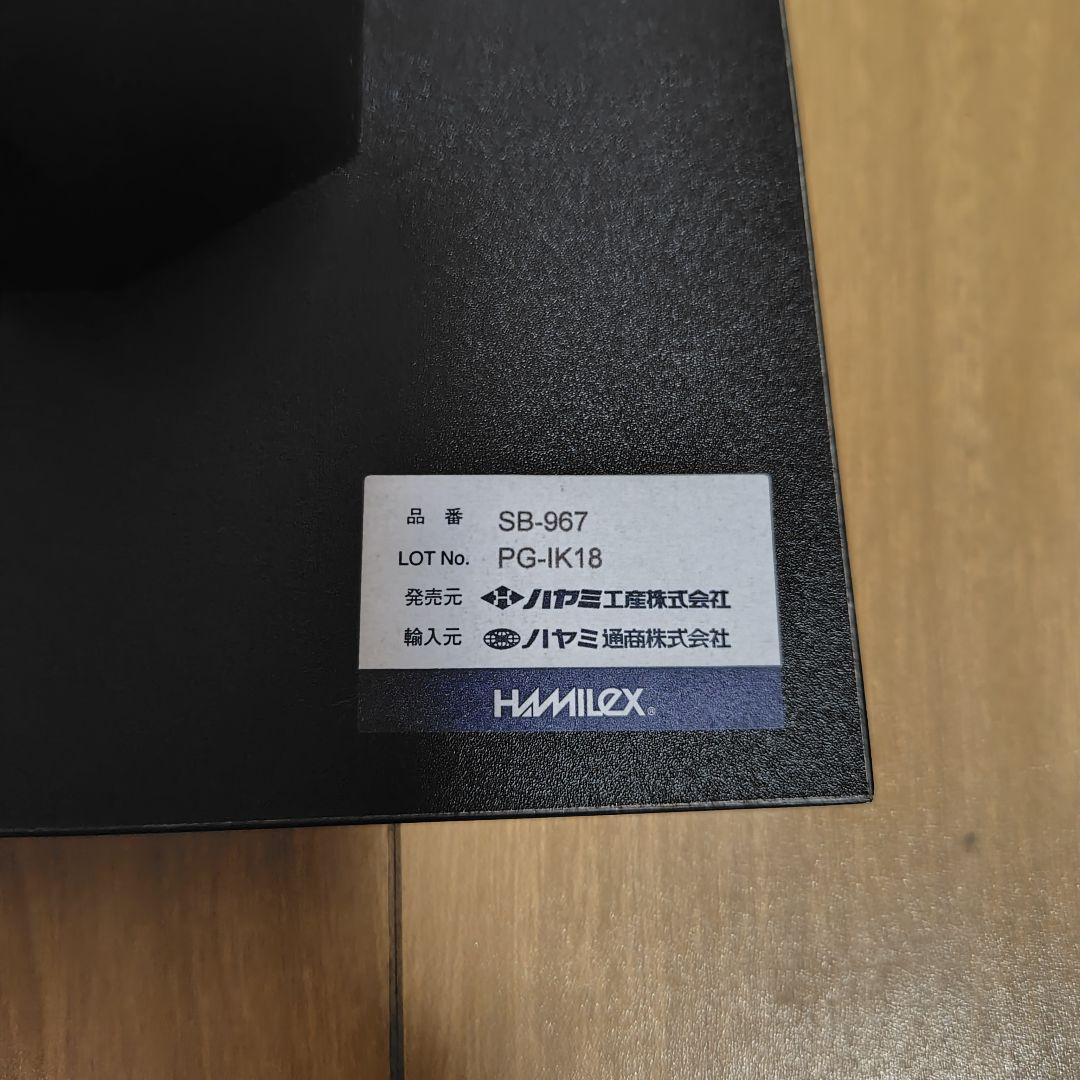 品 番 SB-967
LOT No. PG-IK18
発売元 ハヤミ工産株式会社
輸入元 ハヤミ通商株式会社
HAMILEX®